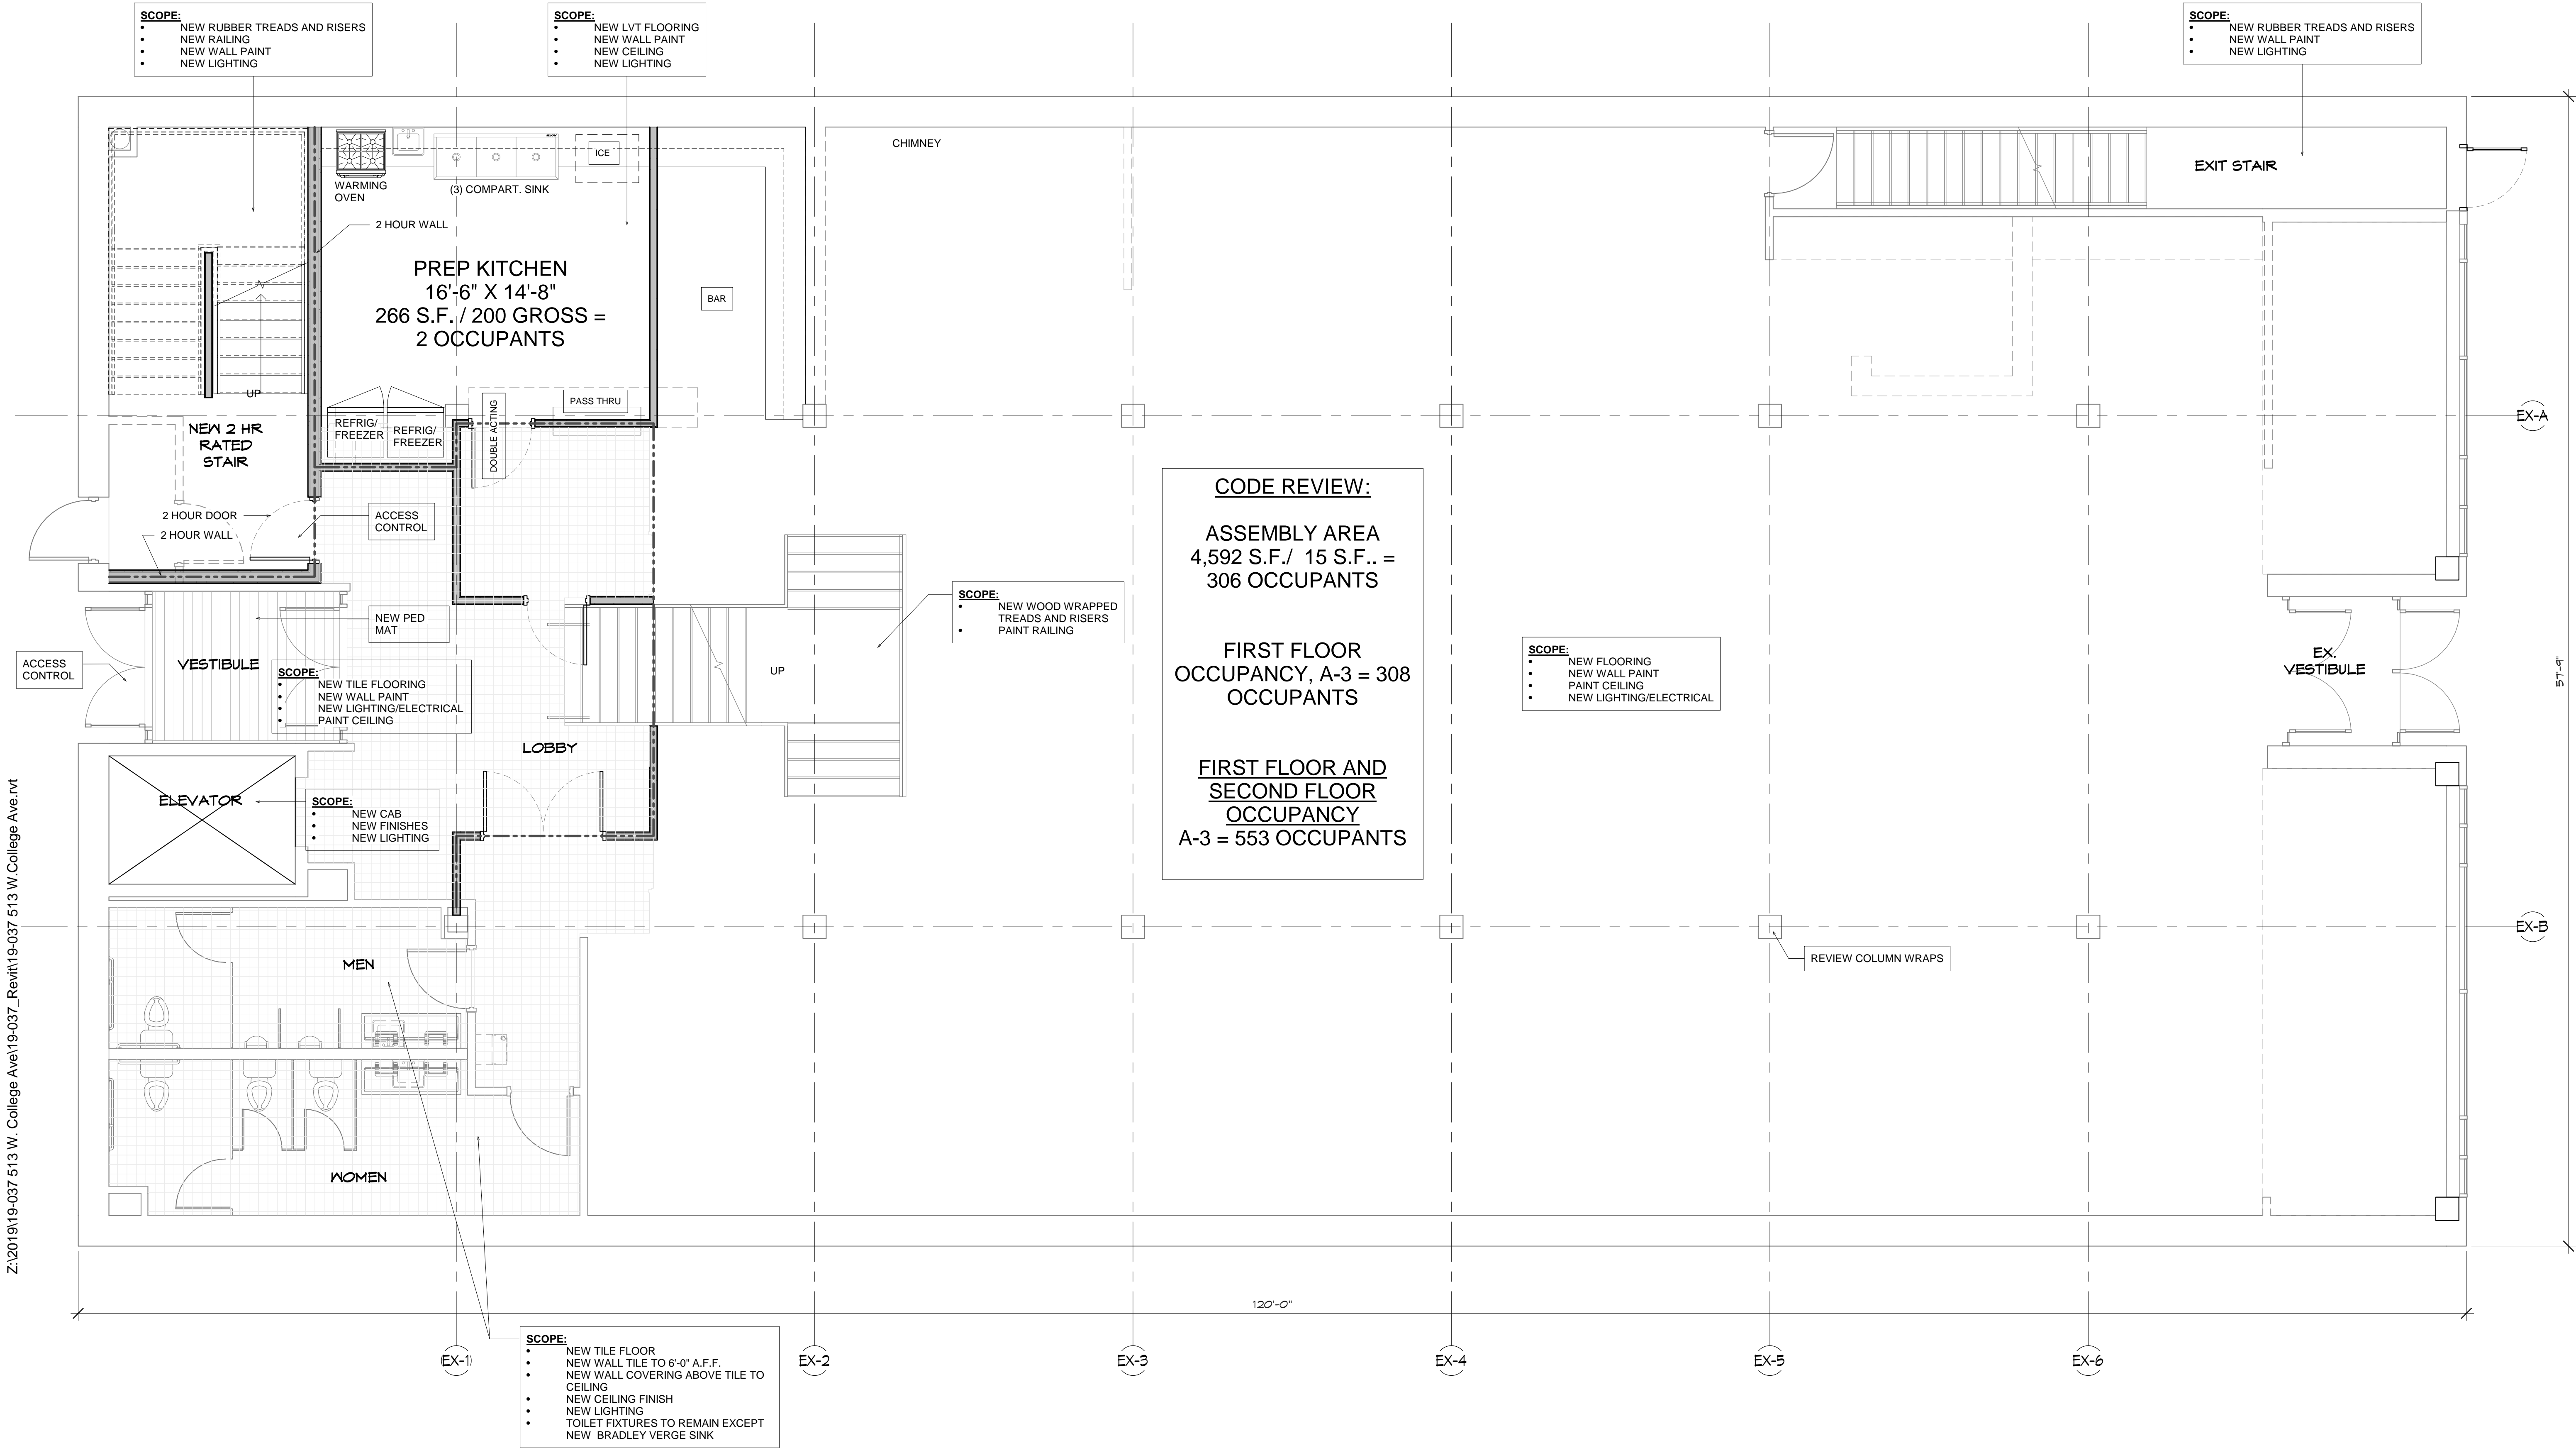 SCOPE:
• NEW RUBBER TREADS AND RISERS
• NEW RAILING
• NEW WALL PAINT
• NEW LIGHTING
SCOPE:
• NEW LVT FLOORING
• NEW WALL PAINT
• NEW CEILING
• NEW LIGHTING
SCOPE:
• NEW RUBBER TREADS AND RISERS
• NEW WALL PAINT
• NEW LIGHTING
CHIMNEY
ICE
WARMING
OVEN
(3) COMPART. SINK
EXIT STAIR
2 HOUR WALL
PREP KITCHEN
16'-6" X 14'-8"
266 S.F. / 200 GROSS =
2 OCCUPANTS
BAR
UP
PASS THRU
DOUBLE ACTING
REFRIG/
FREEZER
REFRIG/
FREEZER
EX-A
NEW 2 HR
RATED
STAIR
2 HOUR DOOR
2 HOUR WALL
ACCESS
CONTROL
CODE REVIEW:
ASSEMBLY AREA
4,592 S.F./ 15 S.F.. =
306 OCCUPANTS
FIRST FLOOR
OCCUPANCY, A-3 = 308
OCCUPANTS
FIRST FLOOR AND
SECOND FLOOR
OCCUPANCY
A-3 = 553 OCCUPANTS
SCOPE:
• NEW WOOD WRAPPED
TREADS AND RISERS
• PAINT RAILING
NEW PED
MAT
ACCESS
CONTROL
VESTIBULE
SCOPE:
• NEW TILE FLOORING
• NEW WALL PAINT
• NEW LIGHTING/ELECTRICAL
• PAINT CEILING
UP
SCOPE:
• NEW FLOORING
• NEW WALL PAINT
• PAINT CEILING
• NEW LIGHTING/ELECTRICAL
EX.
VESTIBULE
57'-9"
LOBBY
ELEVATOR
SCOPE:
• NEW CAB
• NEW FINISHES
• NEW LIGHTING
EX-B
MEN
REVIEW COLUMN WRAPS
WOMEN
Z:\2019\19-037 513 W. College Ave\19-037_Revit\19-037 513 W.College Ave.rvt
120'-0"
EX-1
EX-2
EX-3
EX-4
EX-5
EX-6
SCOPE:
• NEW TILE FLOOR
• NEW WALL TILE TO 6'-0" A.F.F.
• NEW WALL COVERING ABOVE TILE TO
CEILING
• NEW CEILING FINISH
• NEW LIGHTING
• TOILET FIXTURES TO REMAIN EXCEPT
NEW BRADLEY VERGE SINK